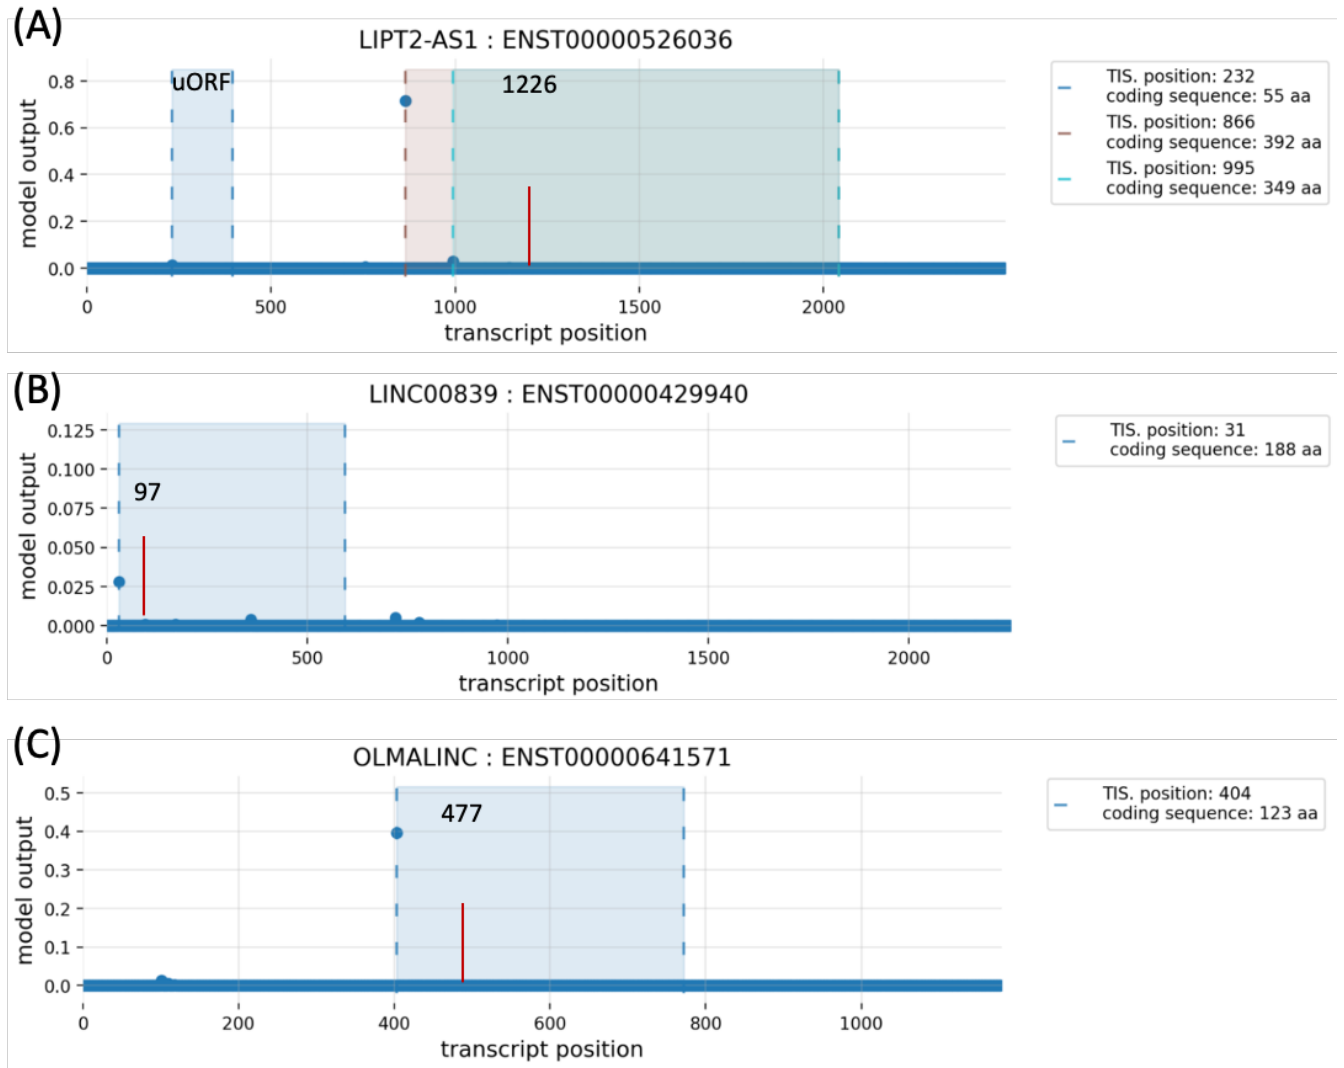 (A)
LIPT2-AS1 : ENST00000526036
uORF
1226
0.8
0.6
0.4
0.2
0.0
model output
0
500
1000
1500
2000
transcript position
TIS. position: 232
coding sequence: 55 aa
TIS. position: 866
coding sequence: 392 aa
TIS. position: 995
coding sequence: 349 aa
(B)
LINC00839 : ENST00000429940
97
0.125
0.100
0.075
0.050
0.025
0.000
model output
0
500
1000
1500
2000
transcript position
TIS. position: 31
coding sequence: 188 aa
(C)
OLMALINC : ENST00000641571
477
0.5
0.4
0.3
0.2
0.1
0.0
model output
0
200
400
600
800
1000
transcript position
TIS. position: 404
coding sequence: 123 aa